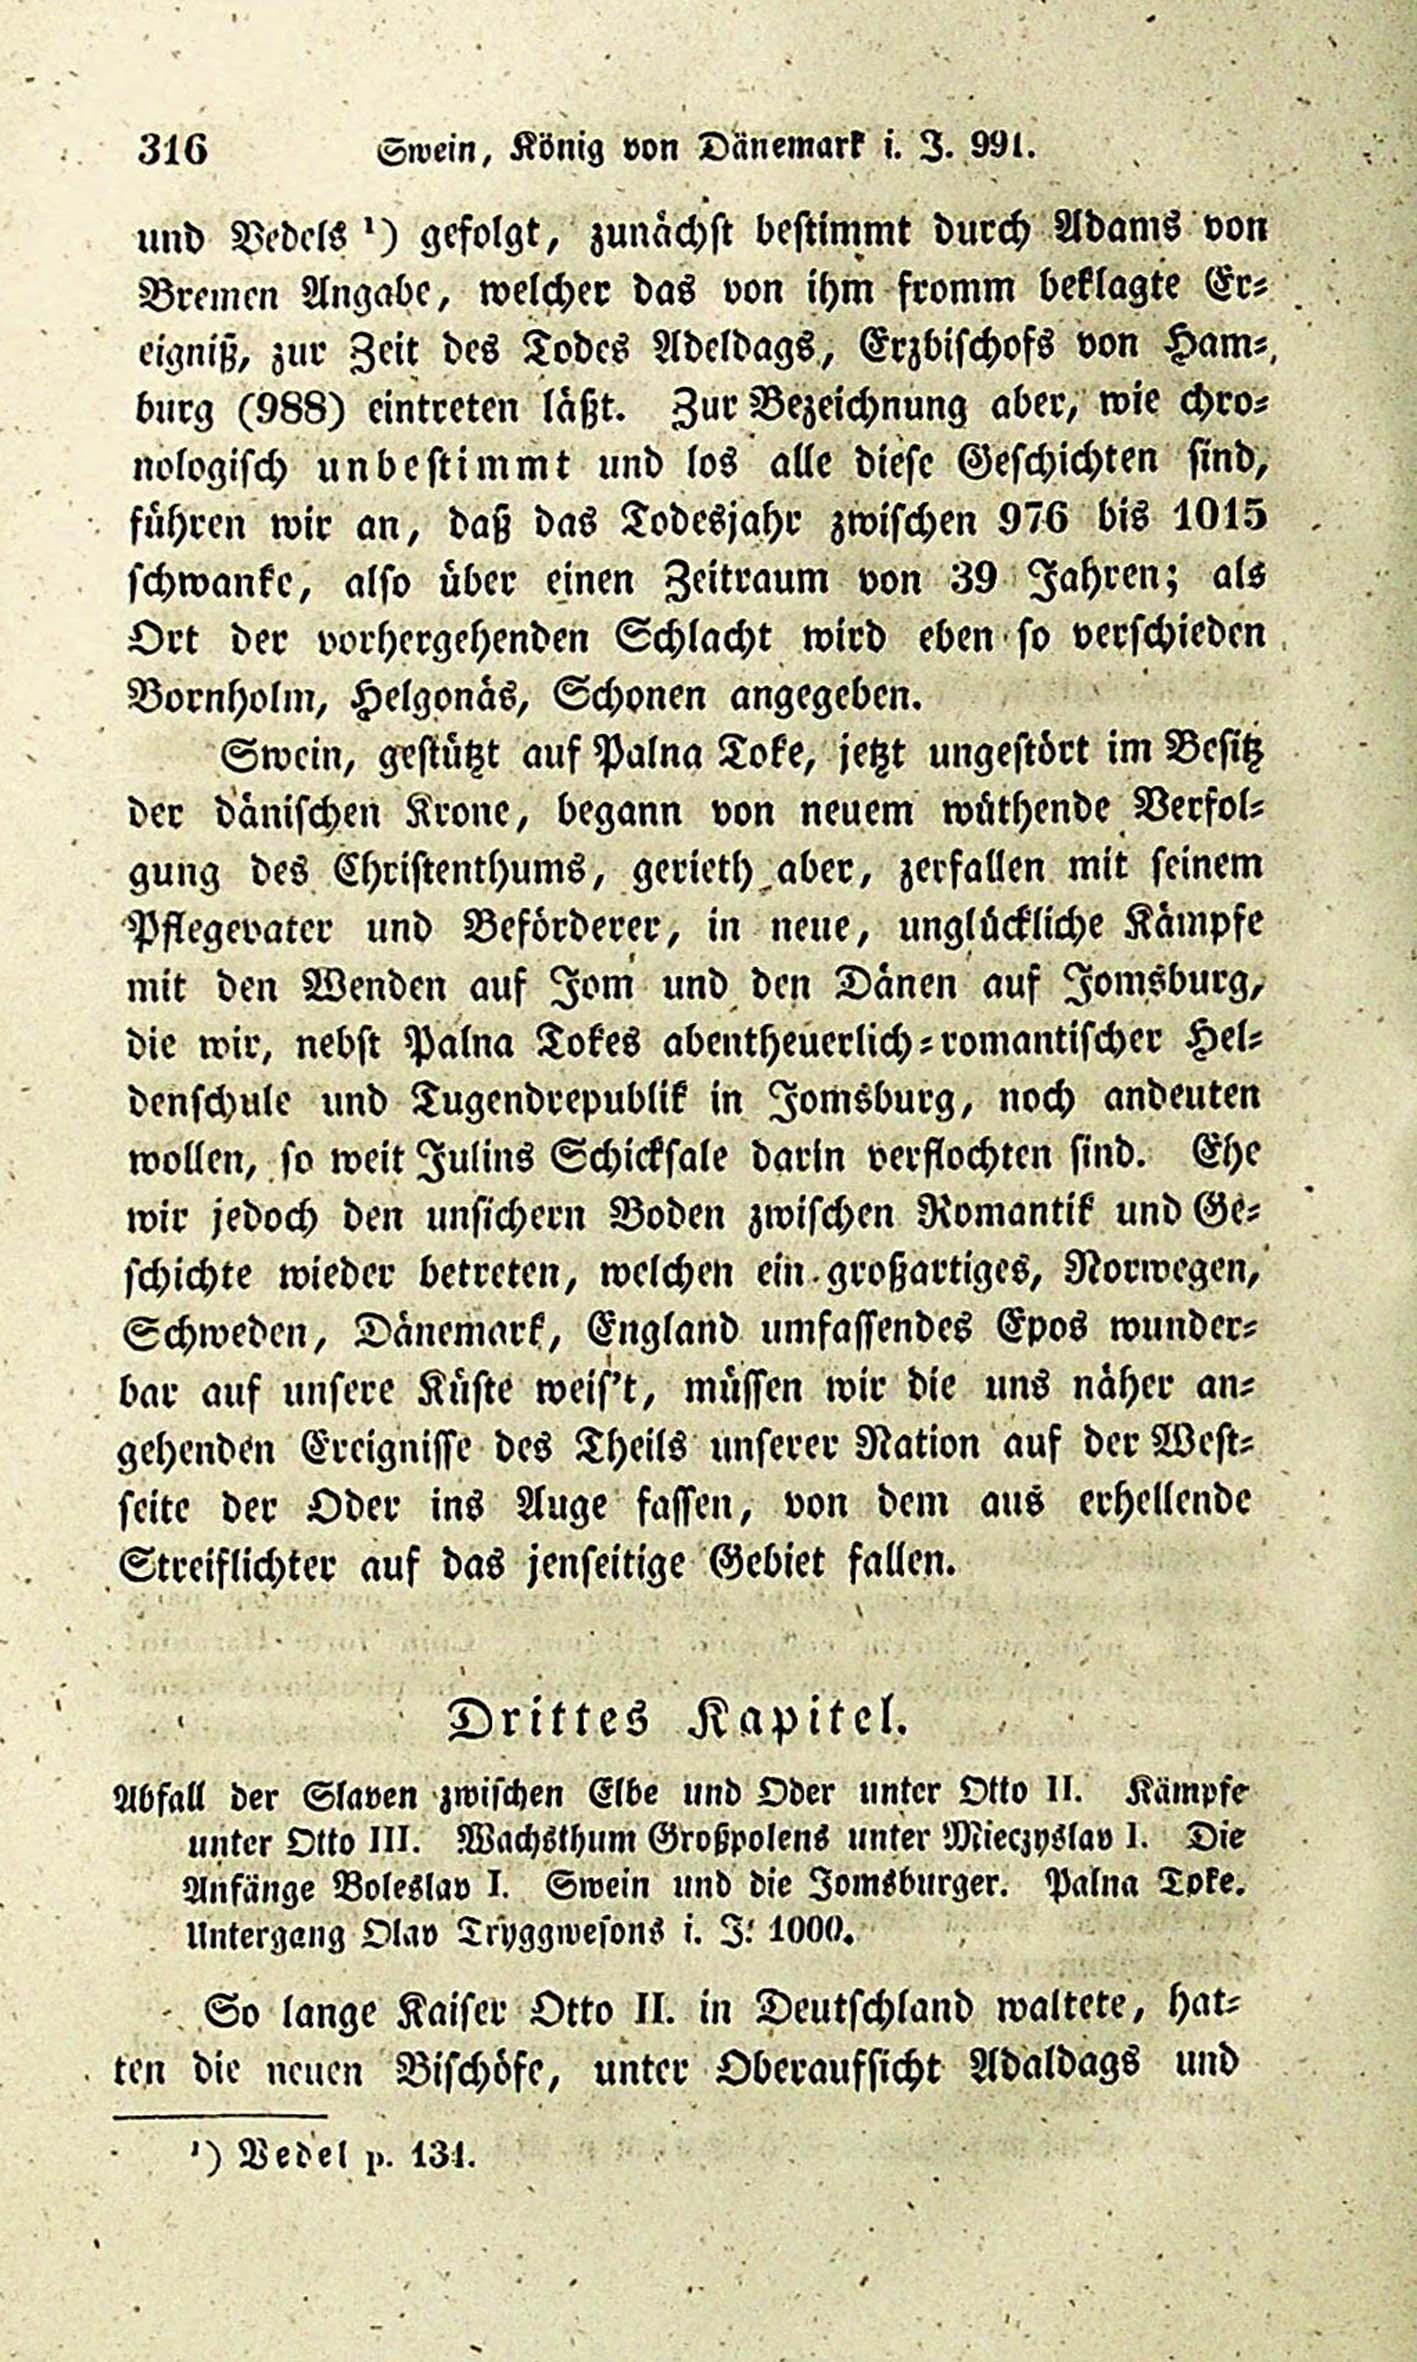 316 Swein, König von Dänemark i. J. 991.
und Vedels ¹) gefolgt, zunächst bestimmt durch Adams von
Bremen Angabe, welcher das von ihm fromm beklagte Er-
eigniß, zur Zeit des Todes Adeldags, Erzbischofs von Ham-
burg (988) eintreten läßt. Zur Bezeichnung aber, wie chro-
nologisch unbestimmt und los alle diese Geschichten sind,
führen wir an, daß das Todesjahr zwischen 976 bis 1015
schwanke, also über einen Zeitraum von 39 Jahren; als
Ort der vorhergehenden Schlacht wird eben so verschieden
Bornholm, Helgonäs, Schonen angegeben.
Swein, gestützt auf Palna Toke, jetzt ungestört im Besitz
der dänischen Krone, begann von neuem wüthende Verfol-
gung des Christenthums, gerieth aber, zerfallen mit seinem
Pflegevater und Beförderer, in neue, unglückliche Kämpfe
mit den Wenden auf Jom und den Dänen auf Jomsburg,
die wir, nebst Palna Tokes abentheuerlich-romantischer Hel-
denschule und Tugendrepublik in Jomsburg, noch andeuten
wollen, so weit Julins Schicksale darin verflochten sind. Ehe
wir jedoch den unsichern Boden zwischen Romantik und Ge-
schichte wieder betreten, welchen ein großartiges, Norwegen,
Schweden, Dänemark, England umfassendes Epos wunder-
bar auf unsere Küste weis't, müssen wir die uns näher an-
gehenden Ereignisse des Theils unserer Nation auf der West-
seite der Oder ins Auge fassen, von dem aus erhellende
Streiflichter auf das jenseitige Gebiet fallen.
Drittes Kapitel.
Abfall der Slaven zwischen Elbe und Oder unter Otto II. Kämpfe
unter Otto III. Wachsthum Großpolens unter Mieczyslav I. Die
Anfänge Boleslav I. Swein und die Jomsburger. Palna Toke.
Untergang Olav Tryggwesons i. J. 1000.
So lange Kaiser Otto II. in Deutschland waltete, hat-
ten die neuen Bischöfe, unter Oberaufsicht Adaldags und
¹) Vedel p. 131.